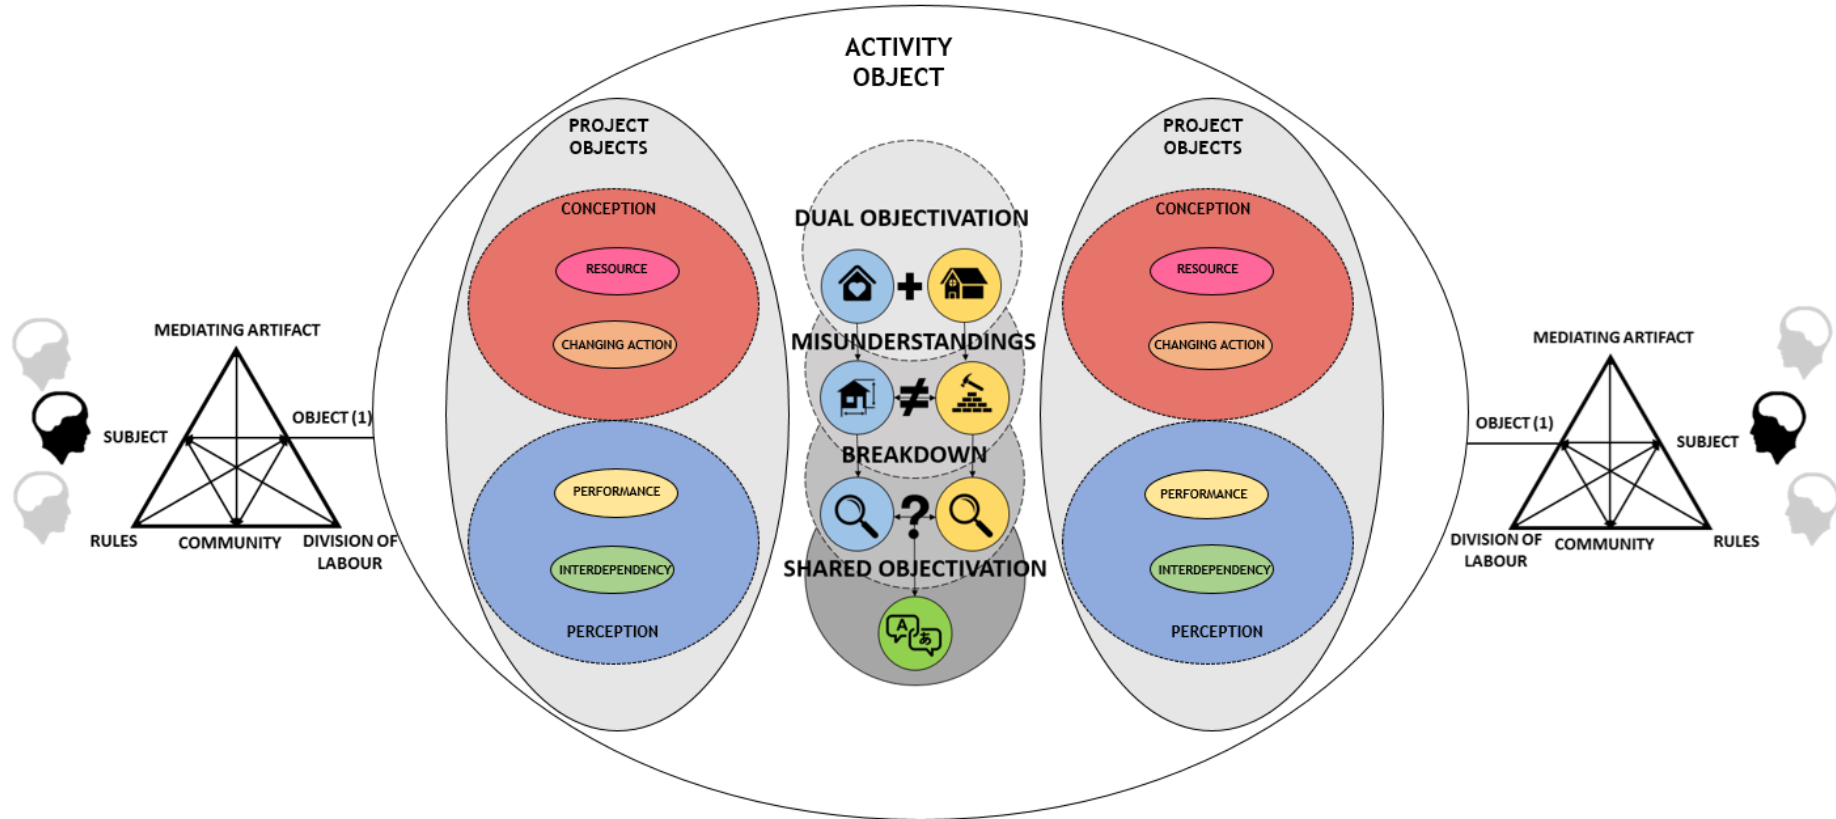 ACTIVITY
OBJECT
PROJECT
OBJECTS
CONCEPTION
RESOURCE
CHANGING ACTION
PERFORMANCE
INTERDEPENDENCY
PERCEPTION
DUAL OBJECTIVATION
+
MISUNDERSTANDINGS
≠
BREAKDOWN
?
SHARED OBJECTIVATION
A
あ
PROJECT
OBJECTS
CONCEPTION
RESOURCE
CHANGING ACTION
PERFORMANCE
INTERDEPENDENCY
PERCEPTION
MEDIATING ARTIFACT
OBJECT (1)
SUBJECT
RULES
COMMUNITY
DIVISION OF
LABOUR
MEDIATING ARTIFACT
OBJECT (1)
SUBJECT
DIVISION OF
LABOUR
COMMUNITY
RULES